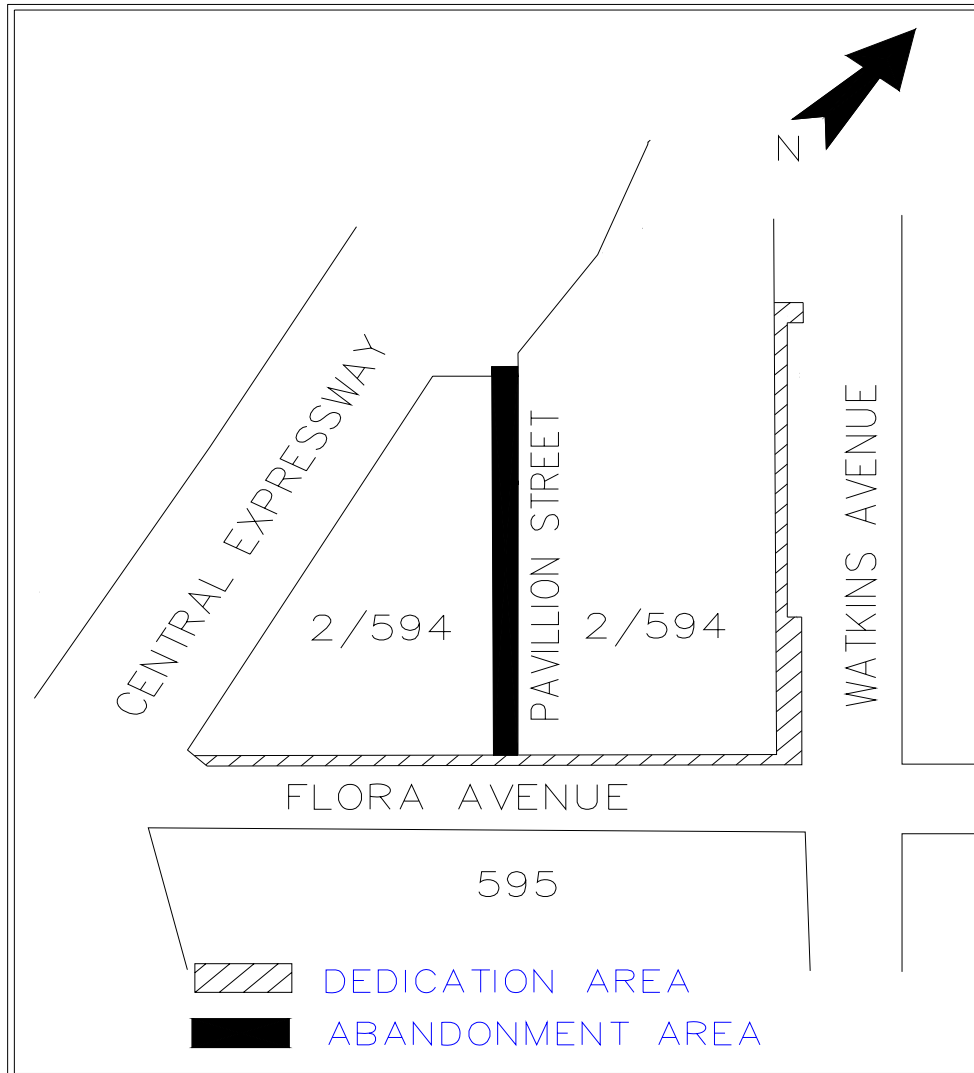 N
CENTRAL EXPRESSWAY
PAVILLION STREET
WATKINS AVENUE
2/594
2/594
FLORA AVENUE
595
DEDICATION AREA
ABANDONMENT AREA